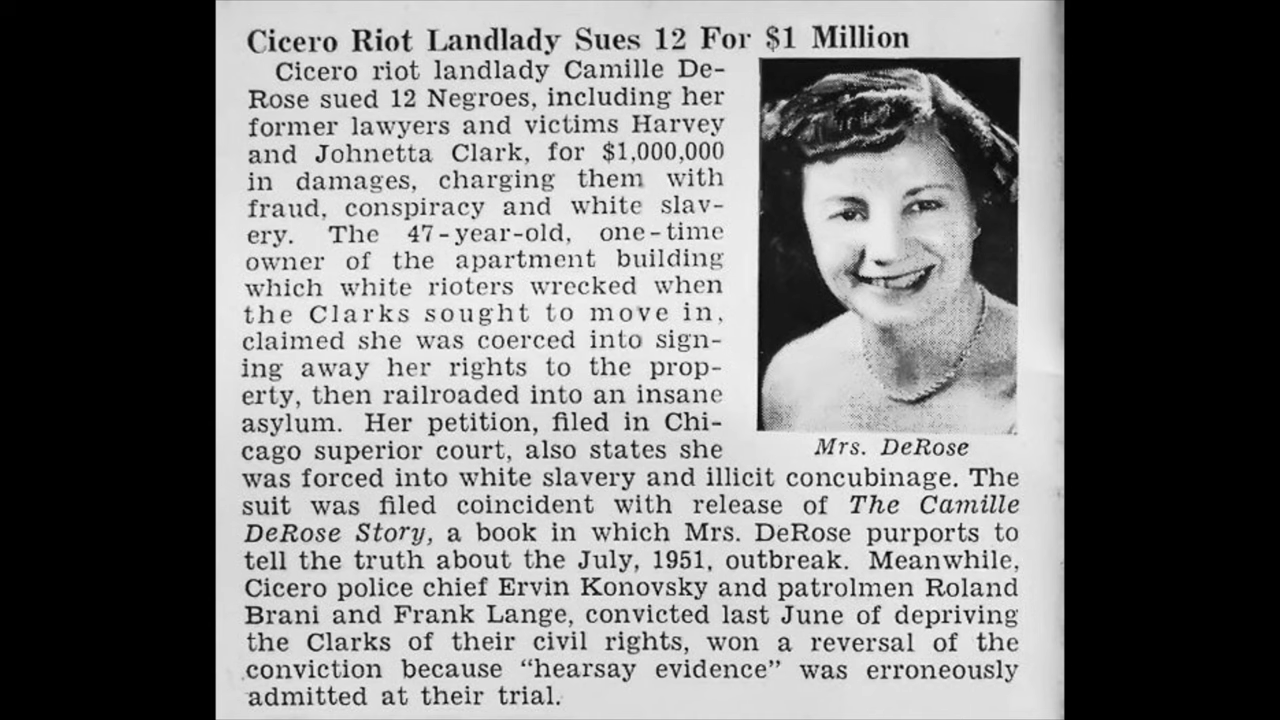 Cicero Riot Landlady Sues 12 For $1 Million
Cicero riot landlady Camille De-
Rose sued 12 Negroes, including her
former lawyers and victims Harvey
and Johnetta Clark, for $1,000,000
in damages, charging them with
fraud, conspiracy and white slav-
ery. The 47-year-old, one-time
owner of the apartment building
which white rioters wrecked when
the Clarks sought to move in,
claimed she was coerced into sign-
ing away her rights to the prop-
erty, then railroaded into an insane
asylum. Her petition, filed in Chi-
cago superior court, also states she
was forced into white slavery and illicit concubinage. The
suit was filed coincident with release of The Camille
DeRose Story, a book in which Mrs. DeRose purports to
tell the truth about the July, 1951, outbreak. Meanwhile,
Cicero police chief Ervin Konovsky and patrolmen Roland
Brani and Frank Lange, convicted last June of depriving
the Clarks of their civil rights, won a reversal of the
conviction because “hearsay evidence” was erroneously
admitted at their trial.
Mrs. DeRose